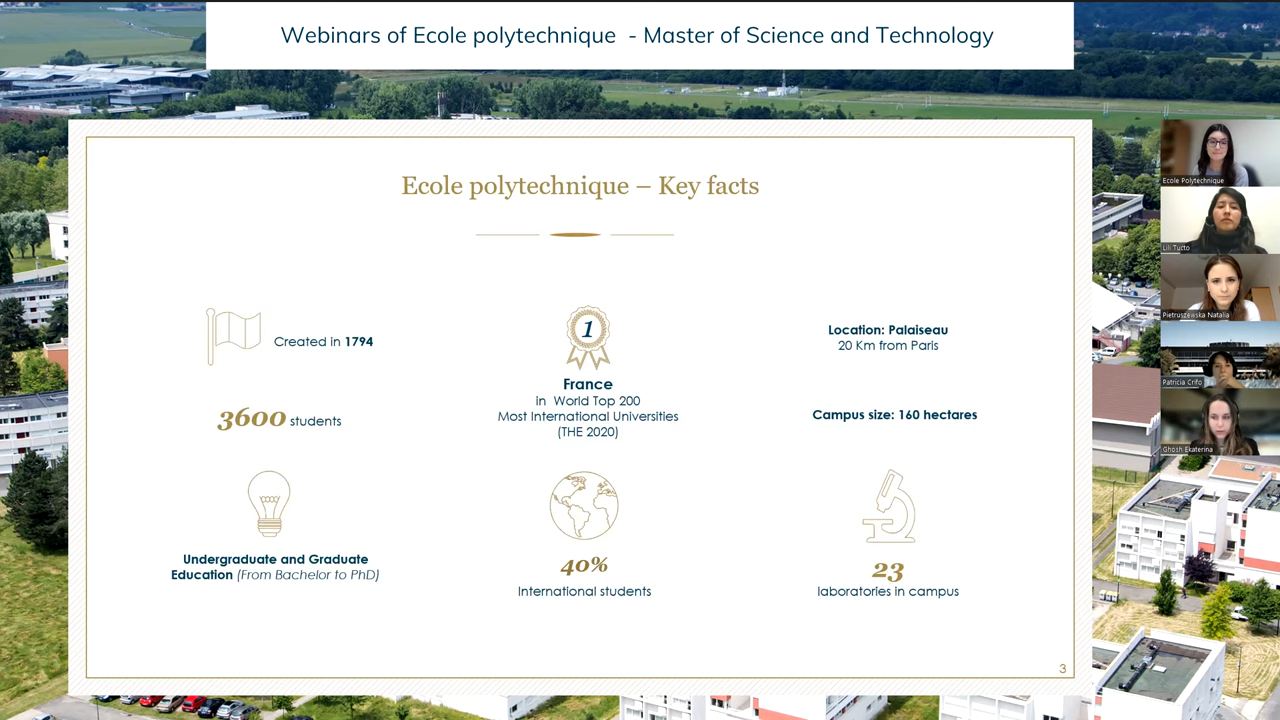 Webinars of Ecole polytechnique - Master of Science and Technology
Ecole polytechnique – Key facts
Created in 1794
3600 students
1
France
in World Top 200
Most International Universities
(THE 2020)
Location: Palaiseau
20 Km from Paris
Campus size: 160 hectares
Undergraduate and Graduate
Education (From Bachelor to PhD)
40%
International students
23
laboratories in campus
3
Ecole Polytechnique
Lili Tucto
Pietruszewska Natalia
Patricia Crifo
Ghosh Ekaterina